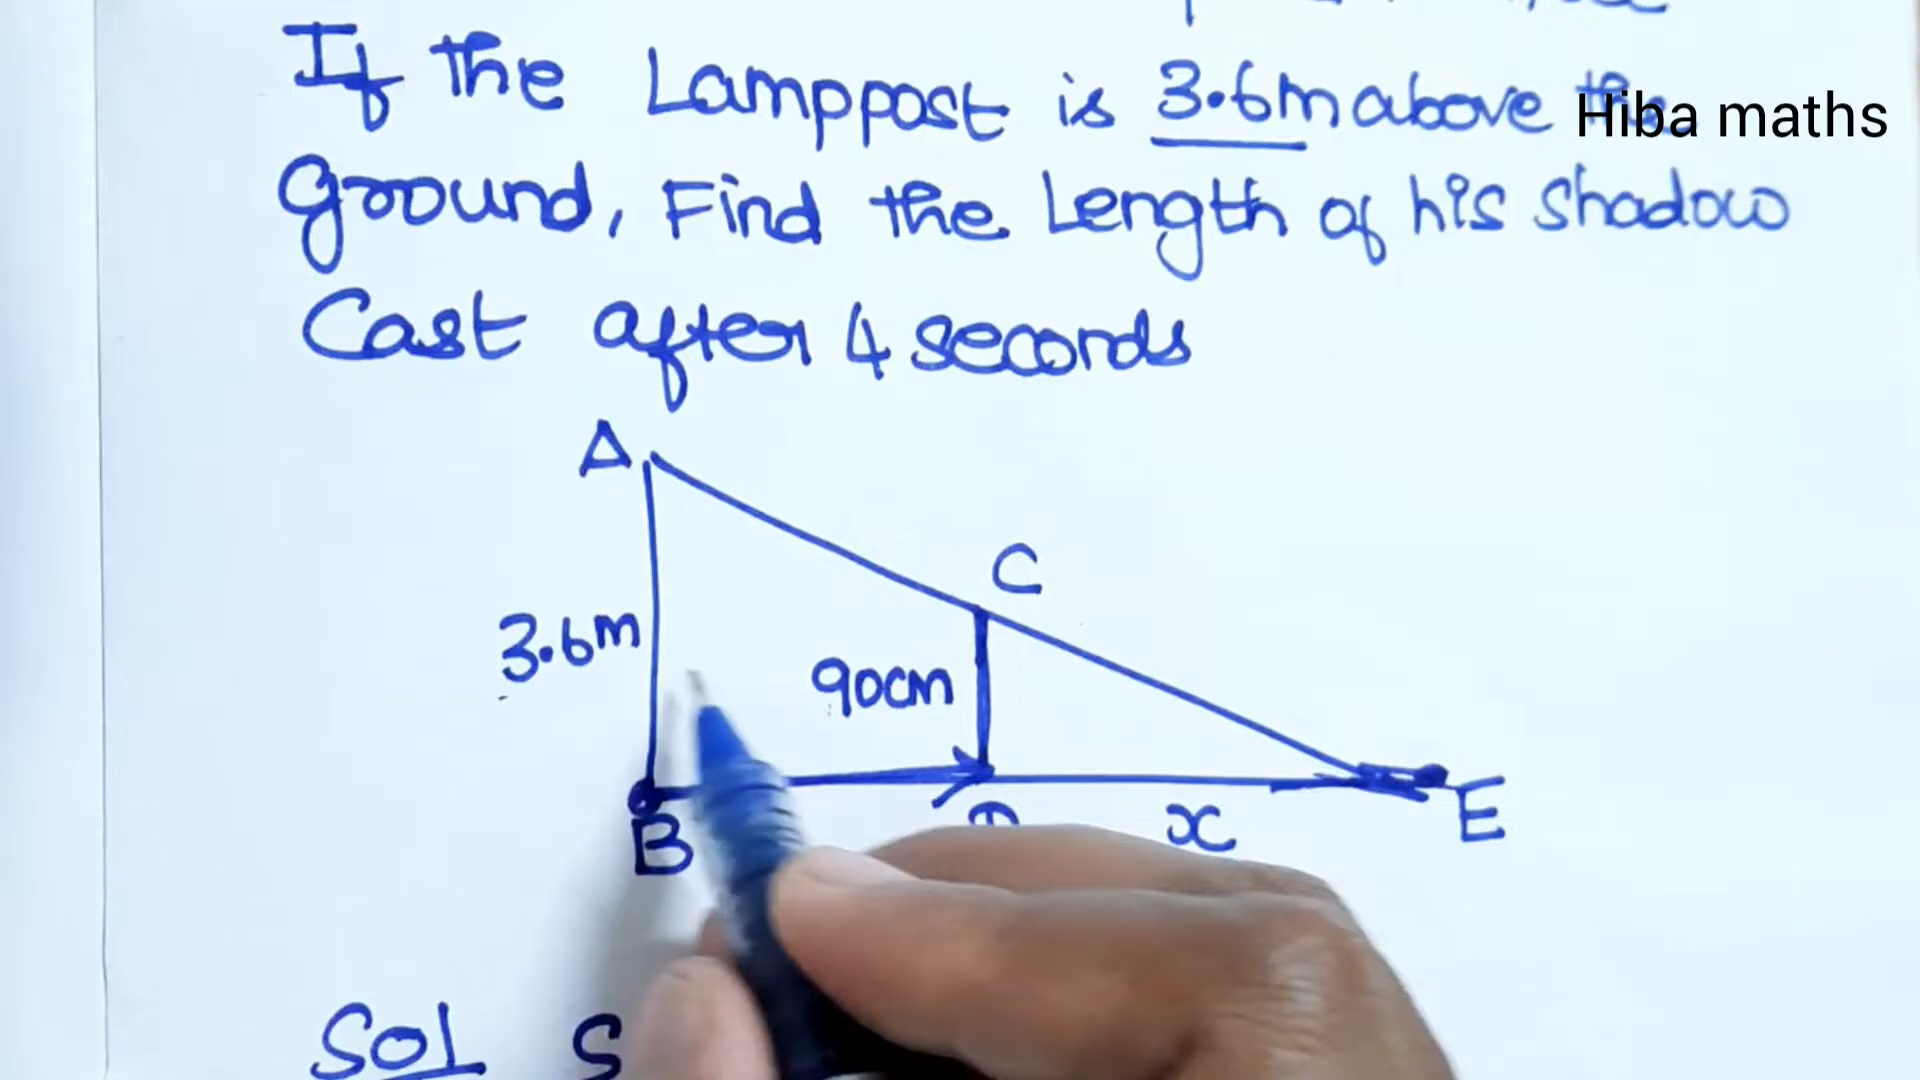 If the Lamppost is 3.6m above the
Hiba maths
ground, Find the Length of his shadow
Cast after 4 seconds
A
C
3.6m
90cm
B
x
E
Sol
S